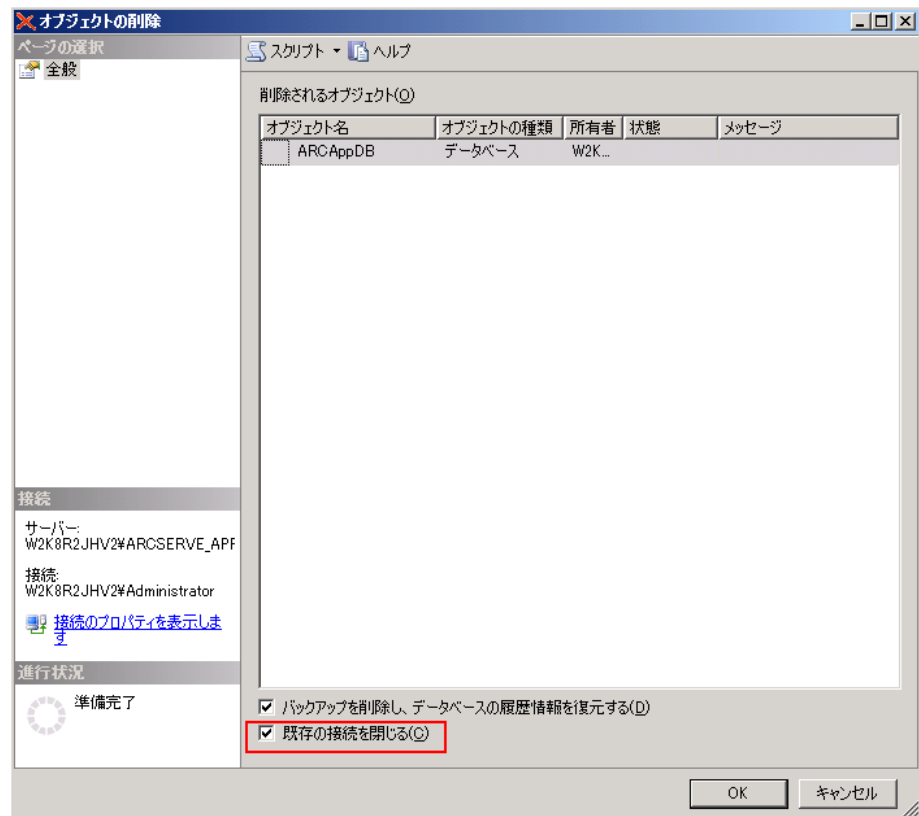 オブジェクトの削除
ページの選択
全般
スクリプト ヘルプ
削除されるオブジェクト(O)
オブジェクト名 オブジェクトの種類 所有者 状態 メッセージ
ARCAppDB データベース W2K...
接続
サーバー:
W2K8R2JHV2¥ARCSERVE_APP
接続:
W2K8R2JHV2¥Administrator
接続のプロパティを表示しま
す
進行状況
準備完了
バックアップを削除し、データベースの履歴情報を復元する(D)
既存の接続を閉じる(C)
OK キャンセル